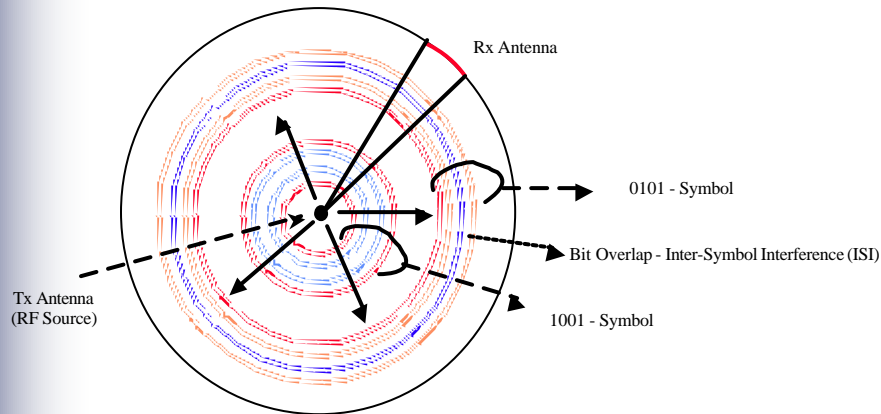 Rx Antenna
0101 - Symbol
Bit Overlap - Inter-Symbol Interference (ISI)
Tx Antenna
(RF Source)
1001 - Symbol